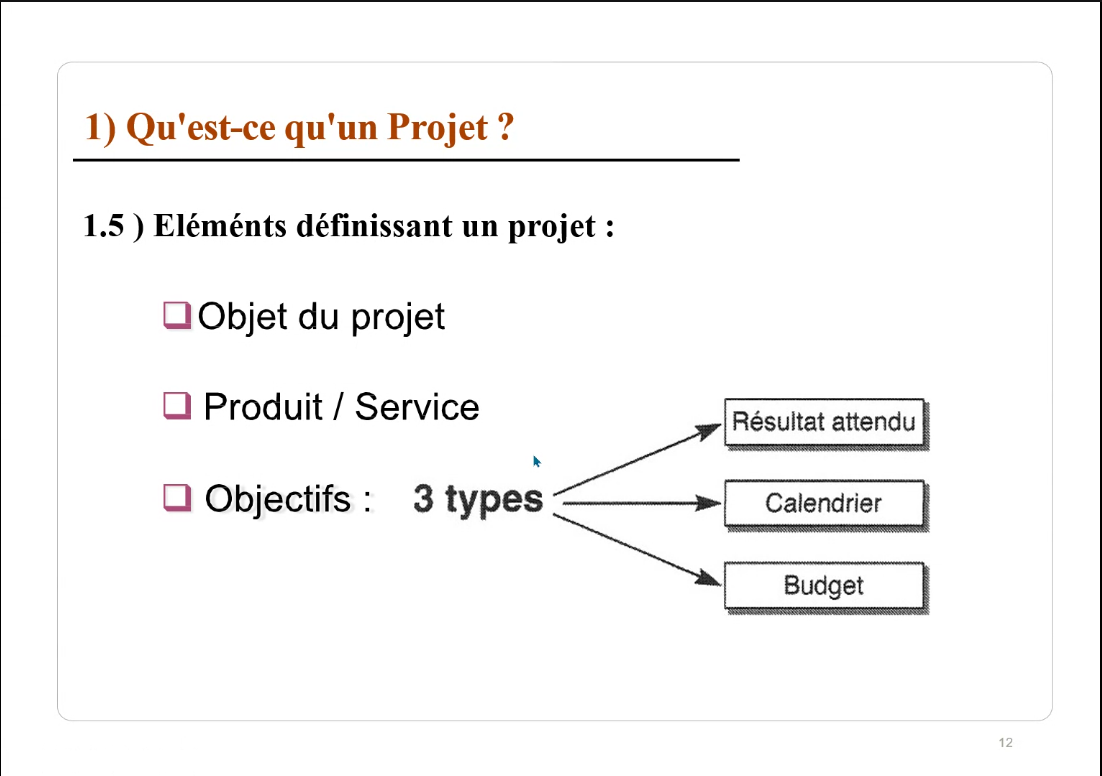 1) Qu'est-ce qu'un Projet ?
1.5 ) Eléménts définissant un projet :
Objet du projet
Produit / Service
Objectifs : 3 types
Résultat attendu
Calendrier
Budget
12